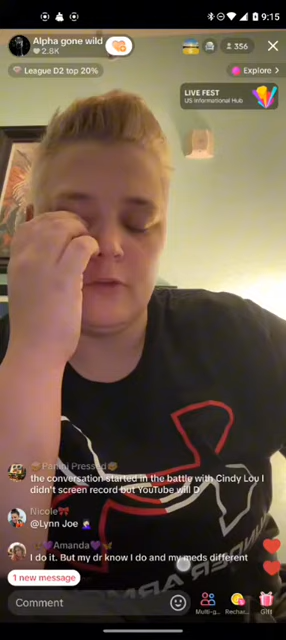 9:15
Alpha gone wild
2.8K
356
League D2 top 20%
Explore >
LIVE FEST
US Informational Hub
Panini Pressed
the conversation started in the battle with Cindy Lou I
didn't screen record but YouTube will D
Nicole
@Lynn Joe
Amanda
I do it. But my dr know I do and my meds different
1 new message
Comment
Multi-g...
Rechar...
Gift
UNDER ARMOUR